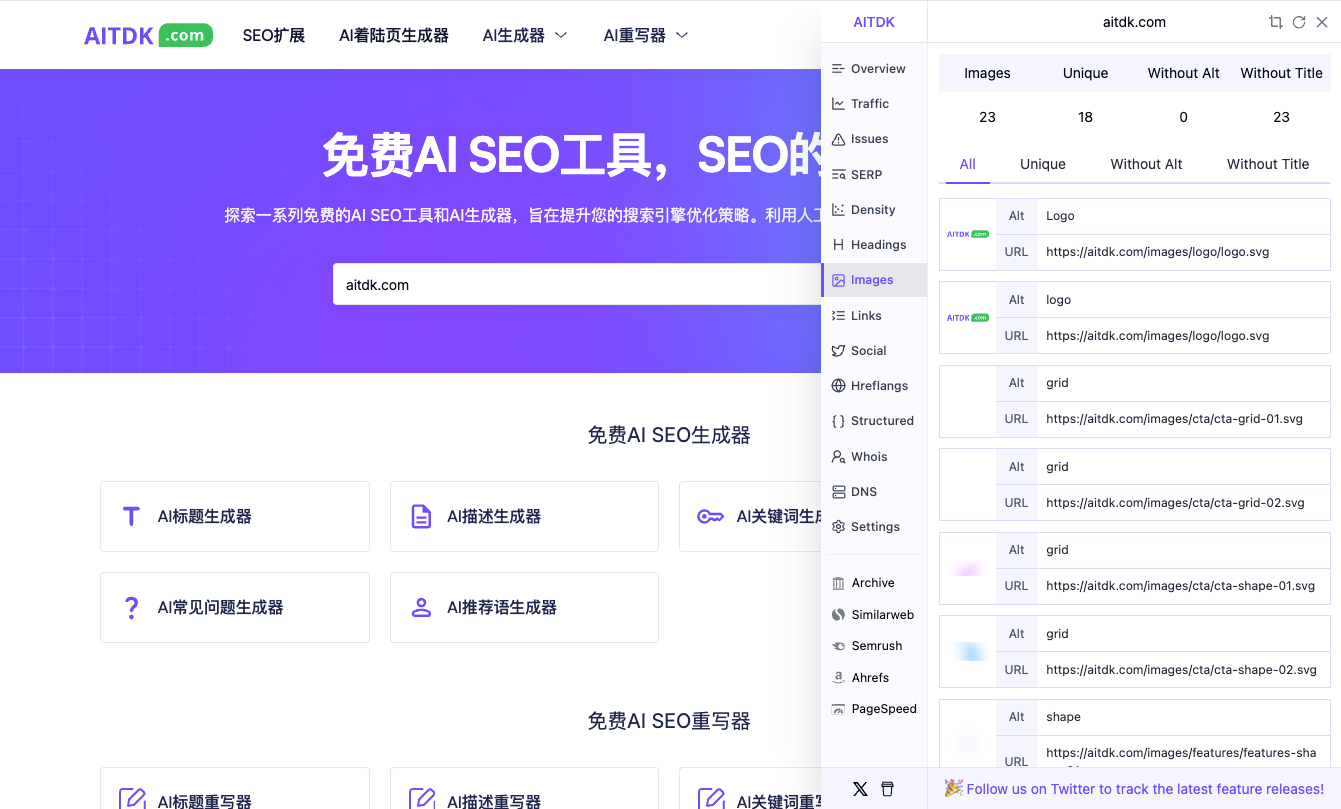 AITDK .com
SEO扩展
AI着陆页生成器
AI生成器
AI重写器
免费AI SEO工具，SEO的
探索一系列免费的AI SEO工具和AI生成器，旨在提升您的搜索引擎优化策略。利用人工
aitdk.com
免费AI SEO生成器
AI标题生成器
AI描述生成器
AI关键词生成
AI常见问题生成器
AI推荐语生成器
免费AI SEO重写器
AI标题重写器
AI描述重写器
AI关键词重写
AITDK
Overview
Traffic
Issues
SERP
Density
Headings
Images
Links
Social
Hreflangs
Structured
Whois
DNS
Settings
Archive
Similarweb
Semrush
Ahrefs
PageSpeed
aitdk.com
Images Unique Without Alt Without Title
23 18 0 23
All Unique Without Alt Without Title
AITDK .com
Alt Logo
URL https://aitdk.com/images/logo/logo.svg
AITDK .com
Alt logo
URL https://aitdk.com/images/logo/logo.svg
Alt grid
URL https://aitdk.com/images/cta/cta-grid-01.svg
Alt grid
URL https://aitdk.com/images/cta/cta-grid-02.svg
Alt grid
URL https://aitdk.com/images/cta/cta-shape-01.svg
Alt grid
URL https://aitdk.com/images/cta/cta-shape-02.svg
Alt shape
URL https://aitdk.com/images/features/features-sha
Follow us on Twitter to track the latest feature releases!